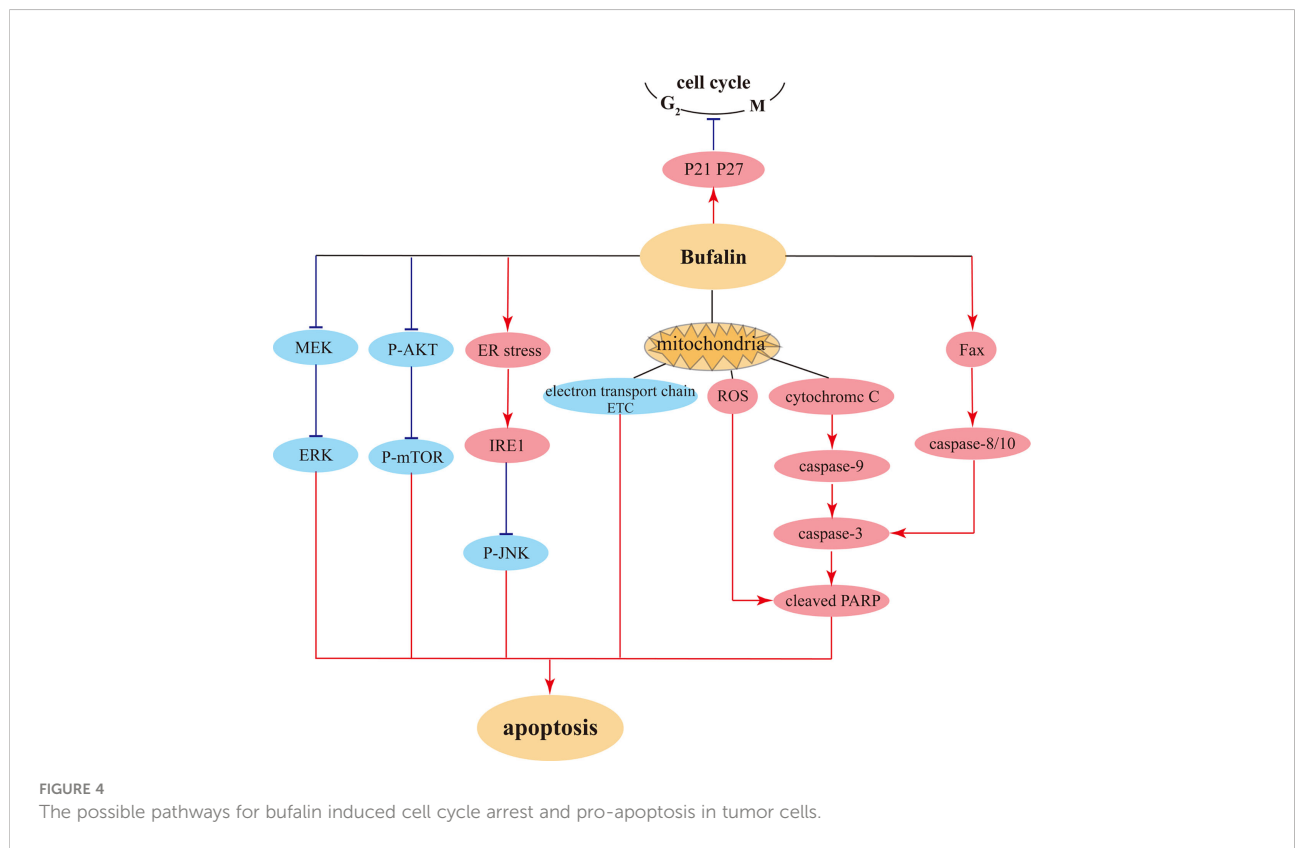 cell cycle
G2 M
P21 P27
Bufalin
MEK
P-AKT
ER stress
mitochondria
Fax
electron transport chain
ETC
ROS
cytochromc C
ERK
P-mTOR
IRE1
caspase-9
caspase-8/10
P-JNK
caspase-3
cleaved PARP
apoptosis
FIGURE 4
The possible pathways for bufalin induced cell cycle arrest and pro-apoptosis in tumor cells.